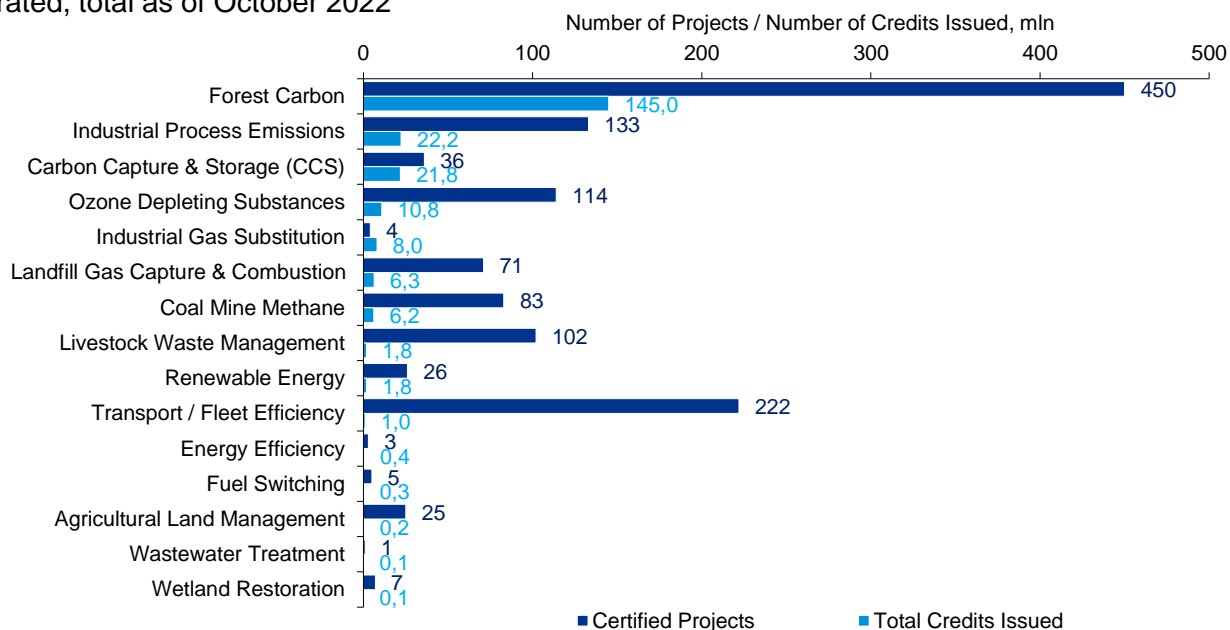 rated, total as of October 2022
Number of Projects / Number of Credits Issued, mln
0 100 200 300 400 500
Forest Carbon 450
145,0
Industrial Process Emissions 133
22,2
Carbon Capture & Storage (CCS) 36
21,8
Ozone Depleting Substances 114
10,8
Industrial Gas Substitution 4
8,0
Landfill Gas Capture & Combustion 71
6,3
Coal Mine Methane 83
6,2
Livestock Waste Management 102
1,8
Renewable Energy 26
1,8
Transport / Fleet Efficiency 222
1,0
Energy Efficiency 3
0,4
Fuel Switching 5
0,3
Agricultural Land Management 25
0,2
Wastewater Treatment 1
0,1
Wetland Restoration 7
0,1
Certified Projects Total Credits Issued